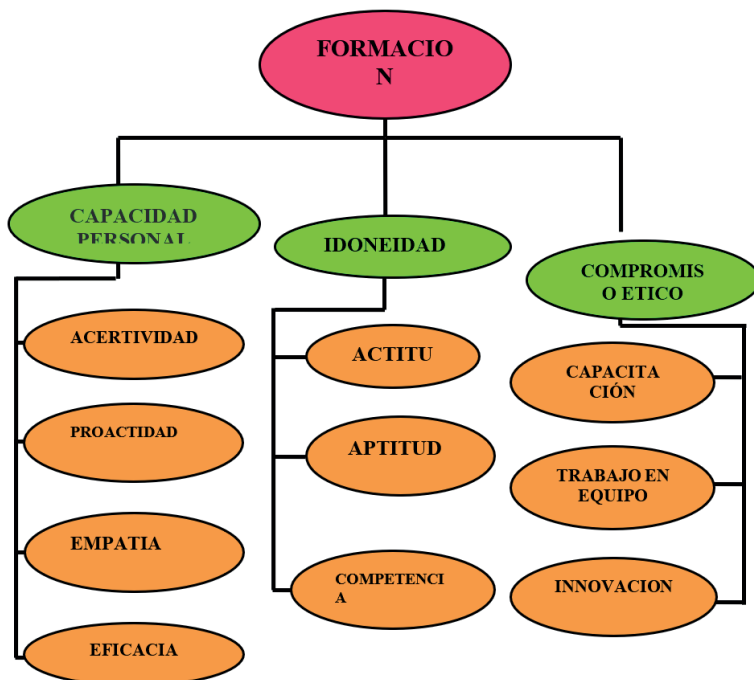 FORMACIO
N
CAPACIDAD
PERSONAL
ACERTIVIDAD
PROACTIDAD
EMPATIA
EFICACIA
IDONEIDAD
ACTITU
APTITUD
COMPETENCI
A
COMPROMIS
O ETICO
CAPACITA
CIÓN
TRABAJO EN
EQUIPO
INNOVACION